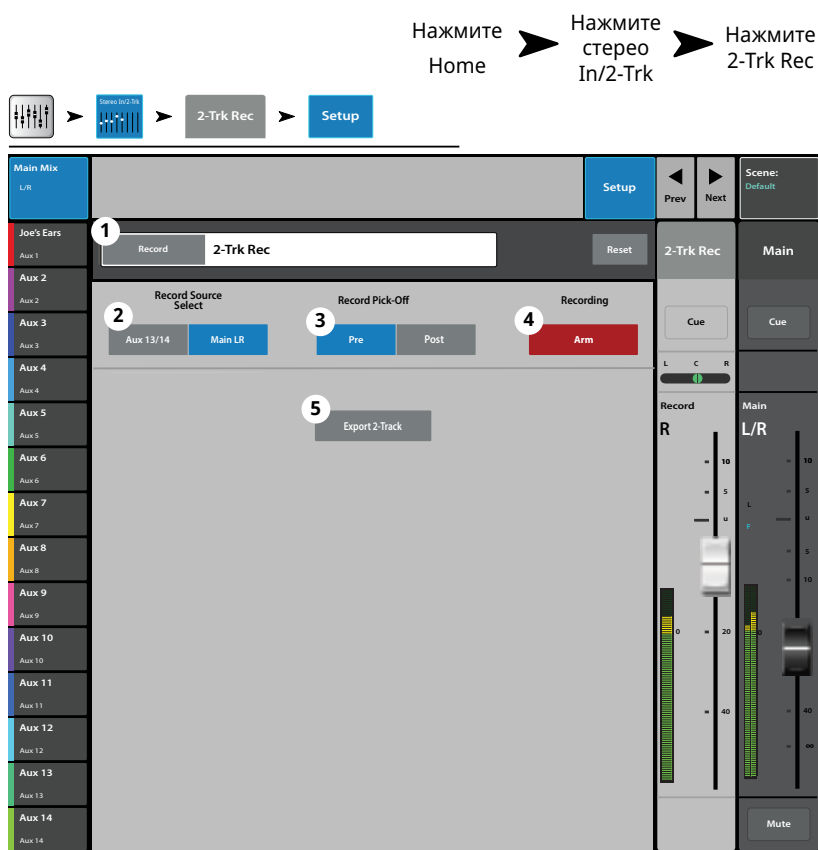 Нажмите
Home
Нажмите
стерео
In/2-Trk
Нажмите
2-Trk Rec
Stereo In/2-Trk
2-Trk Rec
Setup
Main Mix
L/R
Setup
Prev
Next
Scene:
Default
Joe's Ears
Aux 1
Aux 2
Aux 2
Aux 3
Aux 3
Aux 4
Aux 4
Aux 5
Aux 5
Aux 6
Aux 6
Aux 7
Aux 7
Aux 8
Aux 8
Aux 9
Aux 9
Aux 10
Aux 10
Aux 11
Aux 11
Aux 12
Aux 12
Aux 13
Aux 13
Aux 14
Aux 14
1
Record
2-Trk Rec
Reset
Record Source
Select
Record Pick-Off
Recording
2
Aux 13/14
Main LR
3
Pre
Post
4
Arm
5
Export 2-Track
2-Trk Rec
Cue
L C R
Record
R
10
5
u
0
20
40
Main
Cue
Main
L/R
10
5
L
u
F
5
10
0
40
∞
Mute